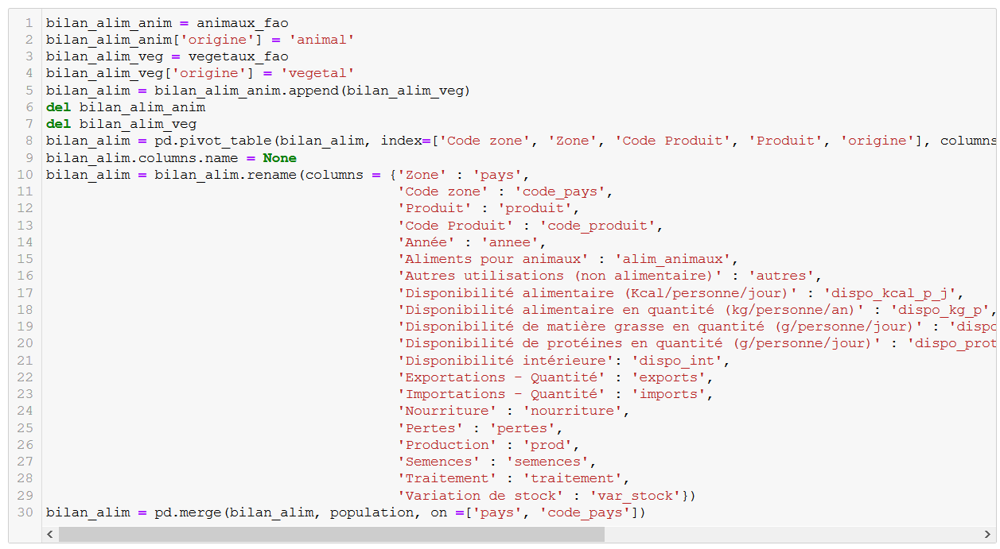 1 bilan_alim_anim = animaux_fao
2 bilan_alim_anim['origine'] = 'animal'
3 bilan_alim_veg = vegetaux_fao
4 bilan_alim_veg['origine'] = 'vegetal'
5 bilan_alim = bilan_alim_anim.append(bilan_alim_veg)
6 del bilan_alim_anim
7 del bilan_alim_veg
8 bilan_alim = pd.pivot_table(bilan_alim, index=['Code zone', 'Zone', 'Code Produit', 'Produit', 'origine'], columns
9 bilan_alim.columns.name = None
10 bilan_alim = bilan_alim.rename(columns = {'Zone' : 'pays',
11 'Code zone' : 'code_pays',
12 'Produit' : 'produit',
13 'Code Produit' : 'code_produit',
14 'Année' : 'annee',
15 'Aliments pour animaux' : 'alim_animaux',
16 'Autres utilisations (non alimentaire)' : 'autres',
17 'Disponibilité alimentaire (Kcal/personne/jour)' : 'dispo_kcal_p_j',
18 'Disponibilité alimentaire en quantité (kg/personne/an)' : 'dispo_kg_p',
19 'Disponibilité de matière grasse en quantité (g/personne/jour)' : 'dispo
20 'Disponibilité de protéines en quantité (g/personne/jour)' : 'dispo_prot
21 'Disponibilité intérieure': 'dispo_int',
22 'Exportations - Quantité' : 'exports',
23 'Importations - Quantité' : 'imports',
24 'Nourriture' : 'nourriture',
25 'Pertes' : 'pertes',
26 'Production' : 'prod',
27 'Semences' : 'semences',
28 'Traitement' : 'traitement',
29 'Variation de stock' : 'var_stock'})
30 bilan_alim = pd.merge(bilan_alim, population, on =['pays', 'code_pays'])